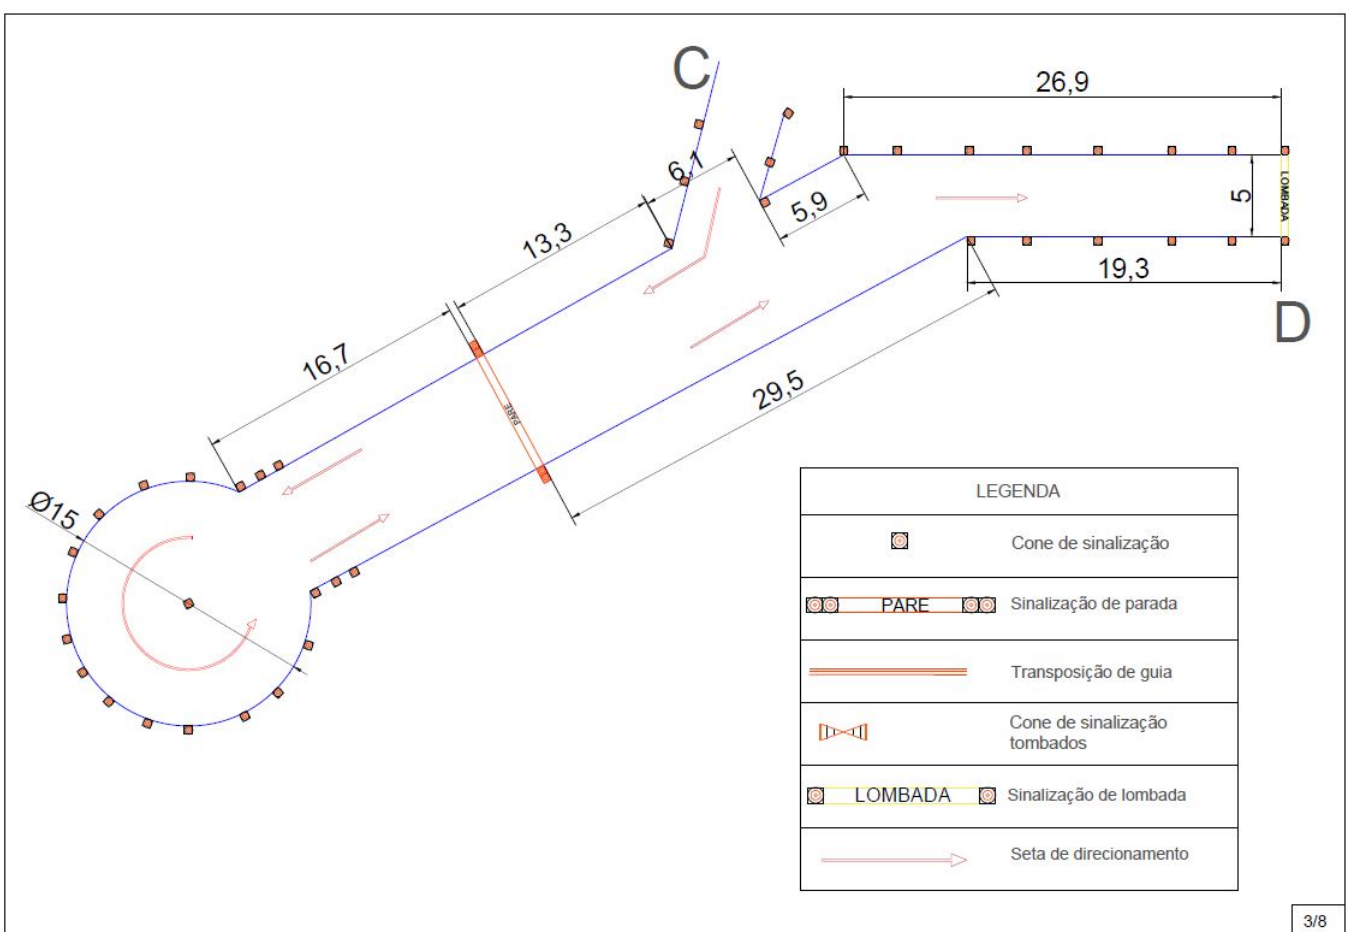 C
26,9
6,1
5,9
LOMBADA
5
13,3
19,3
D
16,7
29,5
PARE
Ø15
LEGENDA
Cone de sinalização
PARE
Sinalização de parada
Transposição de guia
Cone de sinalização
tombados
LOMBADA
Sinalização de lombada
Seta de direcionamento
3/8